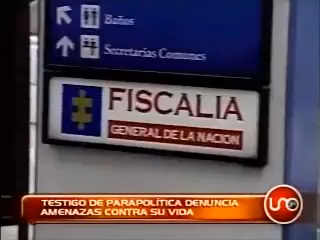 Baños
Secretarias Comunes
FISCALIA
GENERAL DE LA NACION
TESTIGO DE PARAPOLÍTICA DENUNCIA
AMENAZAS CONTRA SU VIDA
UNO